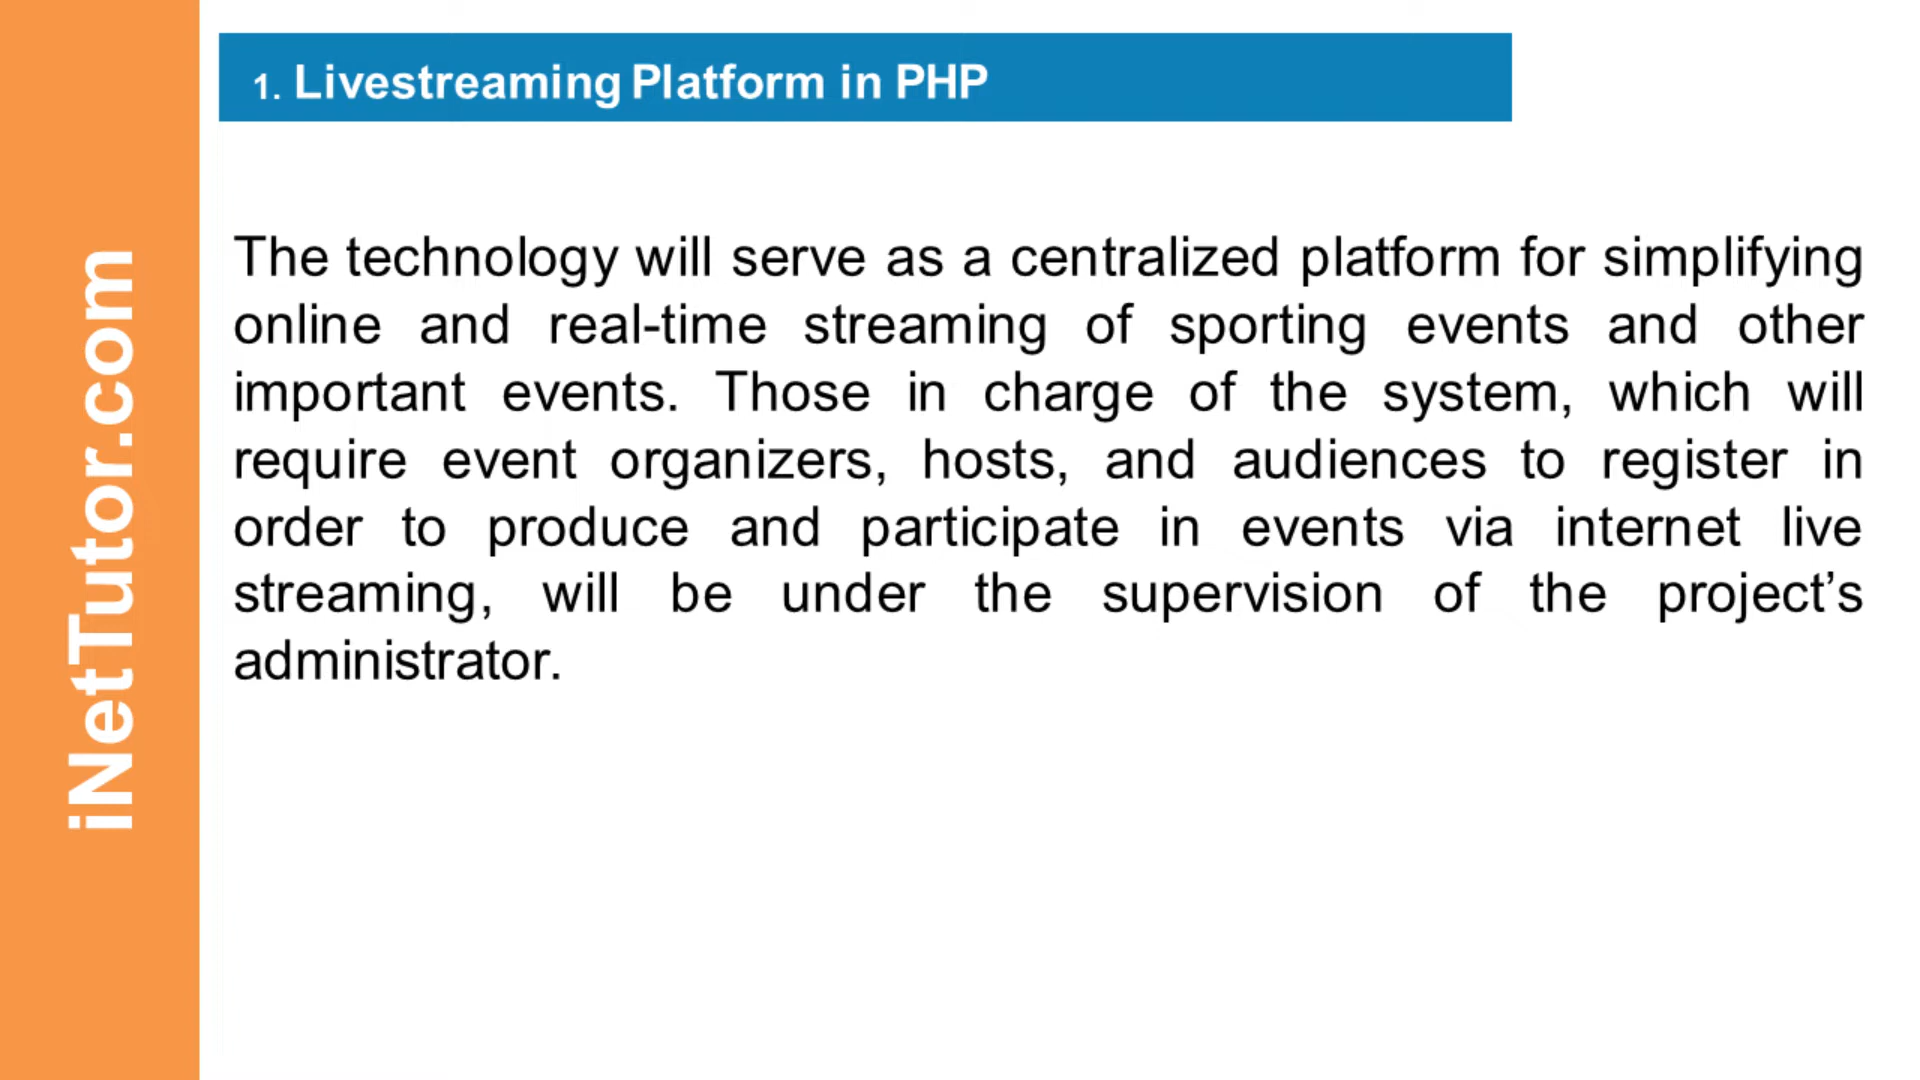 1. Livestreaming Platform in PHP
The technology will serve as a centralized platform for simplifying
online and real-time streaming of sporting events and other
important events. Those in charge of the system, which will
require event organizers, hosts, and audiences to register in
order to produce and participate in events via internet live
streaming, will be under the supervision of the project’s
administrator.
iNetTutor.com